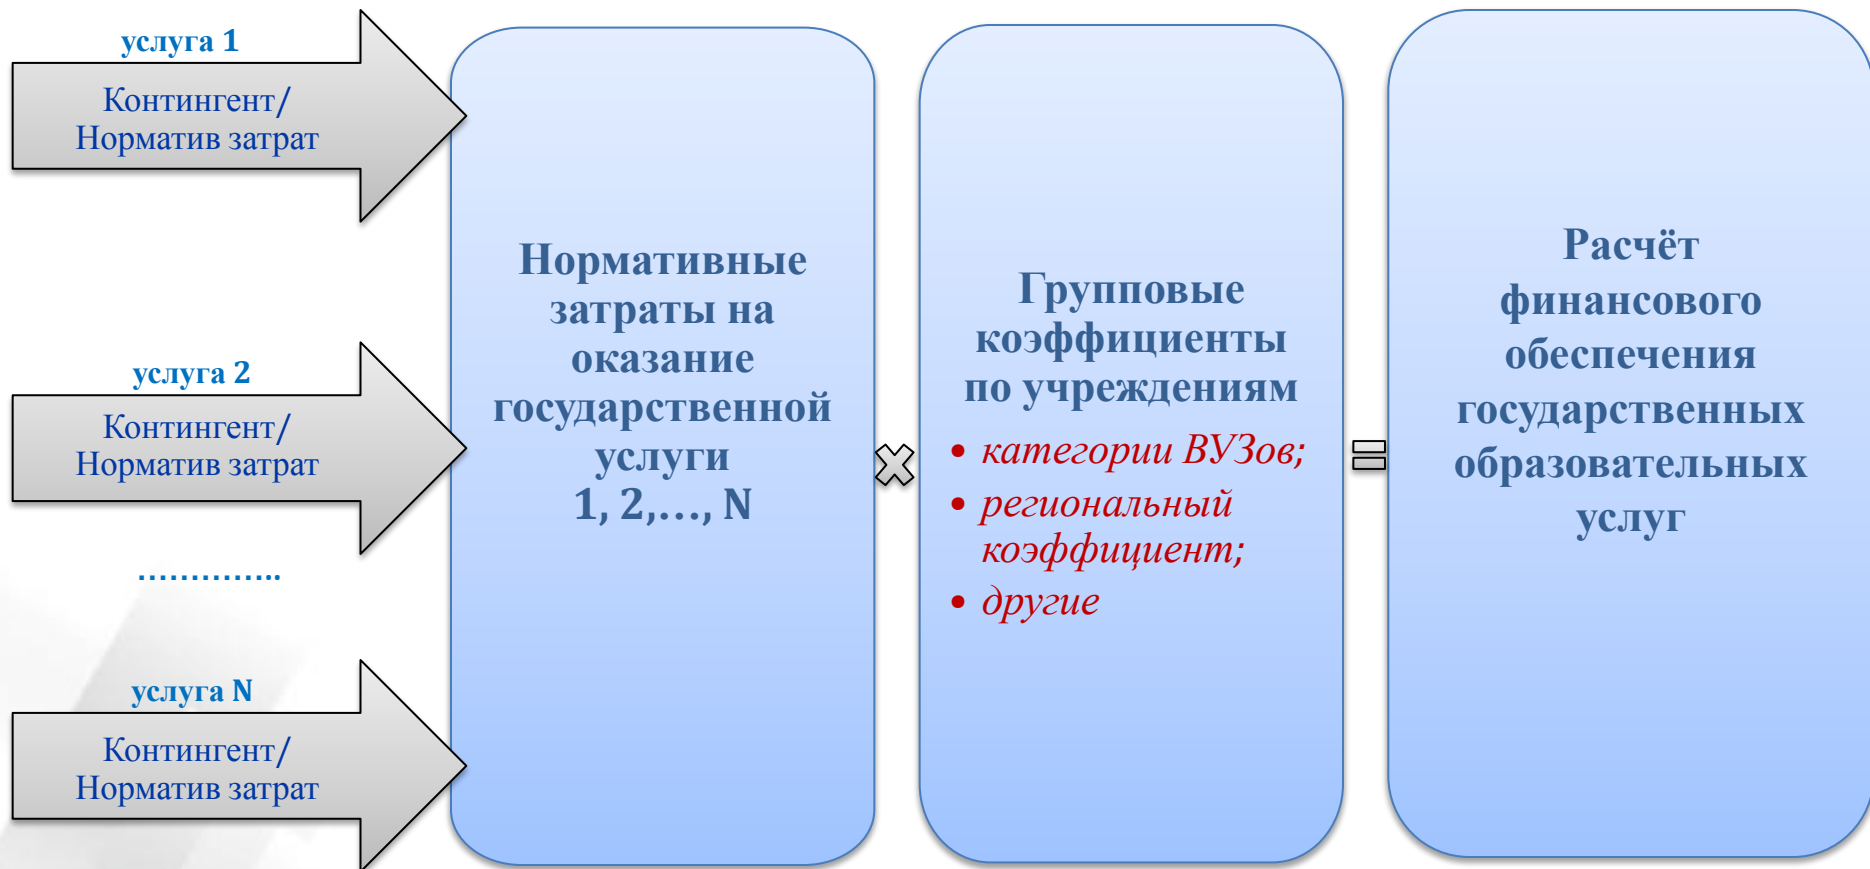 услуга 1
Контингент/
Норматив затрат
услуга 2
Контингент/
Норматив затрат
…………..
услуга N
Контингент/
Норматив затрат
Нормативные
затраты на
оказание
государственной
услуги
1, 2,…, N
Групповые
коэффициенты
по учреждениям
• категории ВУЗов;
• региональный
коэффициент;
• другие
=
Расчёт
финансового
обеспечения
государственных
образовательных
услуг